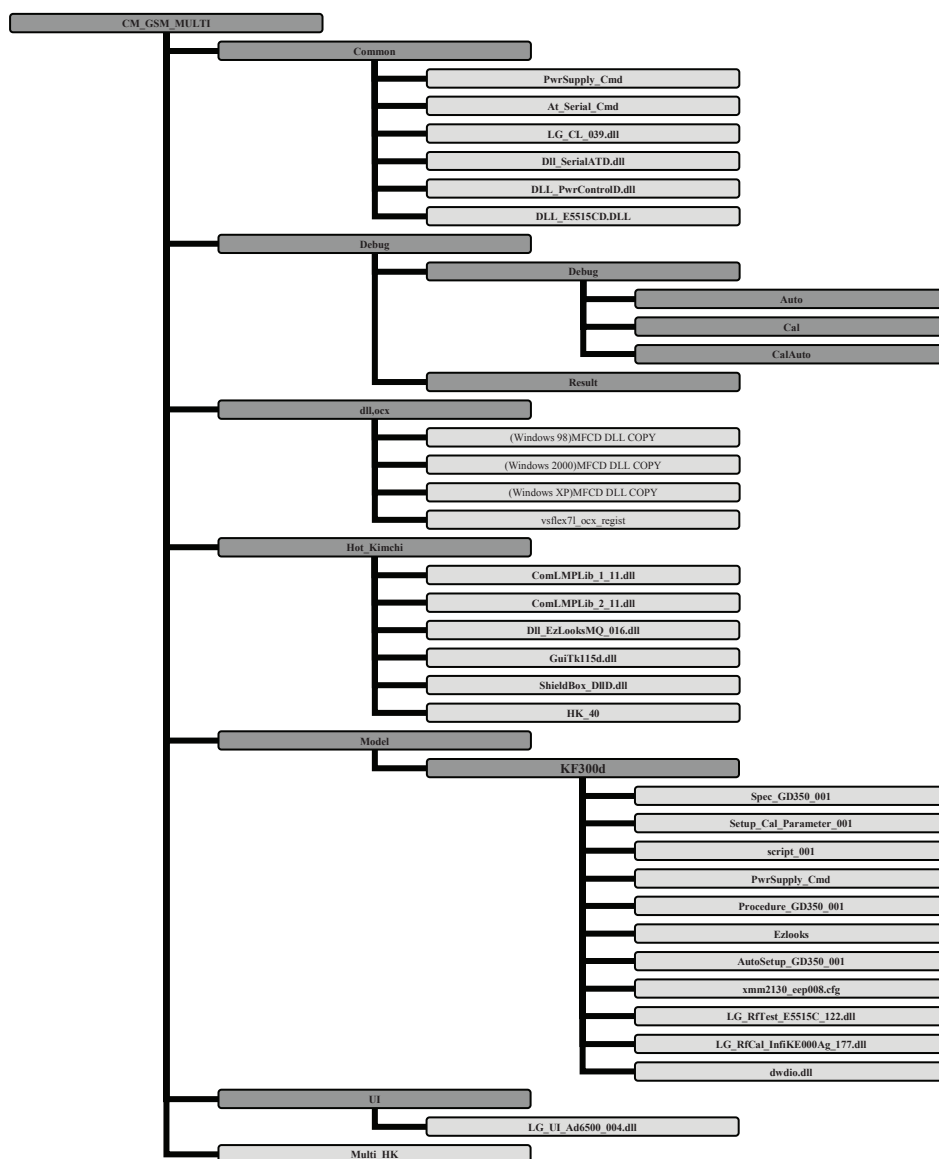 CM_GSM_MULTI
Common
PwrSupply_Cmd
At_Serial_Cmd
LG_CL_039.dll
Dll_SerialATD.dll
DLL_PwrControlD.dll
DLL_E5515CD.DLL
Debug
Debug
Auto
Cal
CalAuto
Result
dll,ocx
(Windows 98)MFCD DLL COPY
(Windows 2000)MFCD DLL COPY
(Windows XP)MFCD DLL COPY
vsflex7l_ocx_regist
Hot_Kimchi
ComLMPLib_1_11.dll
ComLMPLib_2_11.dll
Dll_EzLooksMQ_016.dll
GuiTk115d.dll
ShieldBox_DllD.dll
HK_40
Model
KF300d
Spec_GD350_001
Setup_Cal_Parameter_001
script_001
PwrSupply_Cmd
Procedure_GD350_001
Ezlooks
AutoSetup_GD350_001
xmm2130_eep008.cfg
LG_RfTest_E5515C_122.dll
LG_RfCal_InfiKE000Ag_177.dll
dwdio.dll
UI
LG_UI_Ad6500_004.dll
Multi_HK